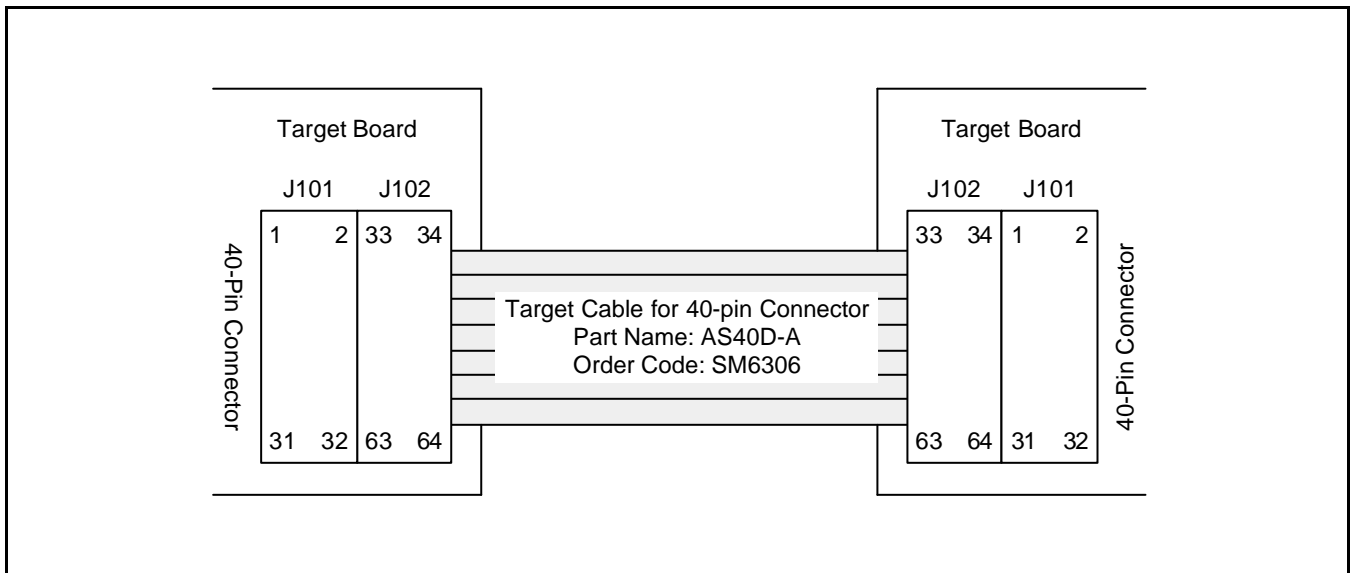 Target Board
J101 J102
40-Pin Connector
1 2 33 34
31 32 63 64
Target Cable for 40-pin Connector
Part Name: AS40D-A
Order Code: SM6306
Target Board
J102 J101
33 34 1 2
63 64 31 32
40-Pin Connector